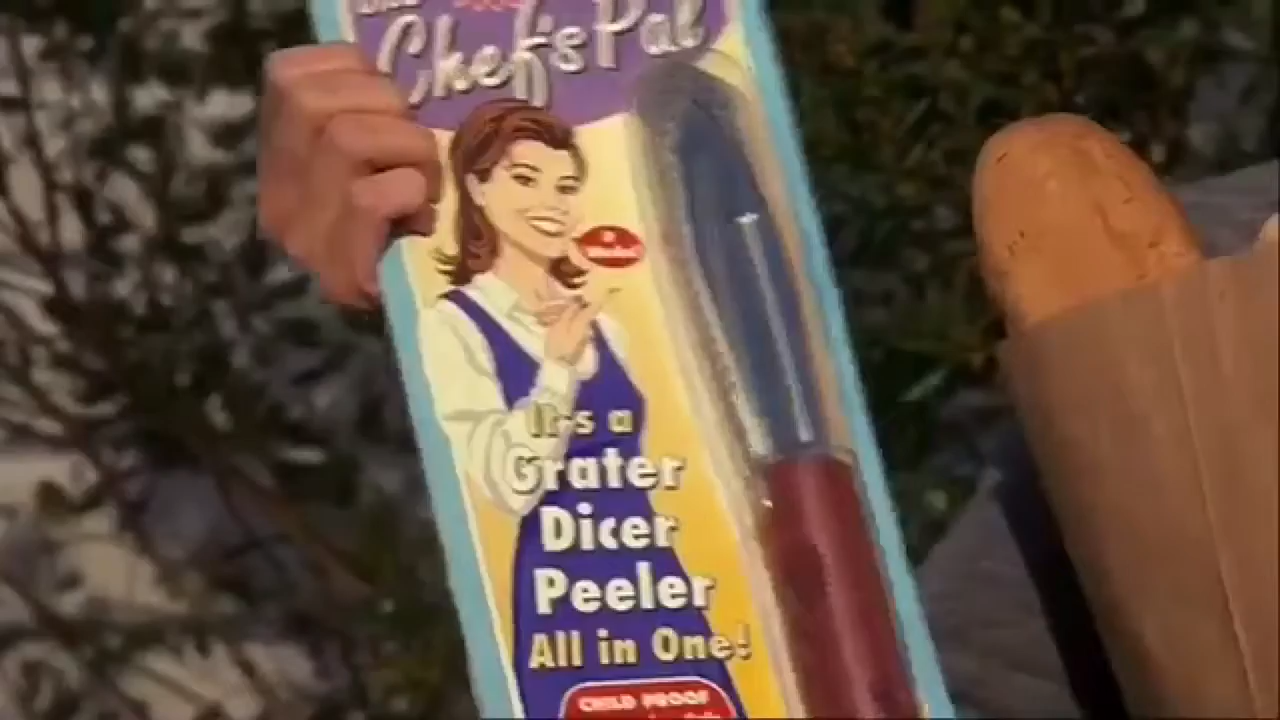 Chef's Pal
It's a
Grater
Dicer
Peeler
All in One!
CHILD PROOF